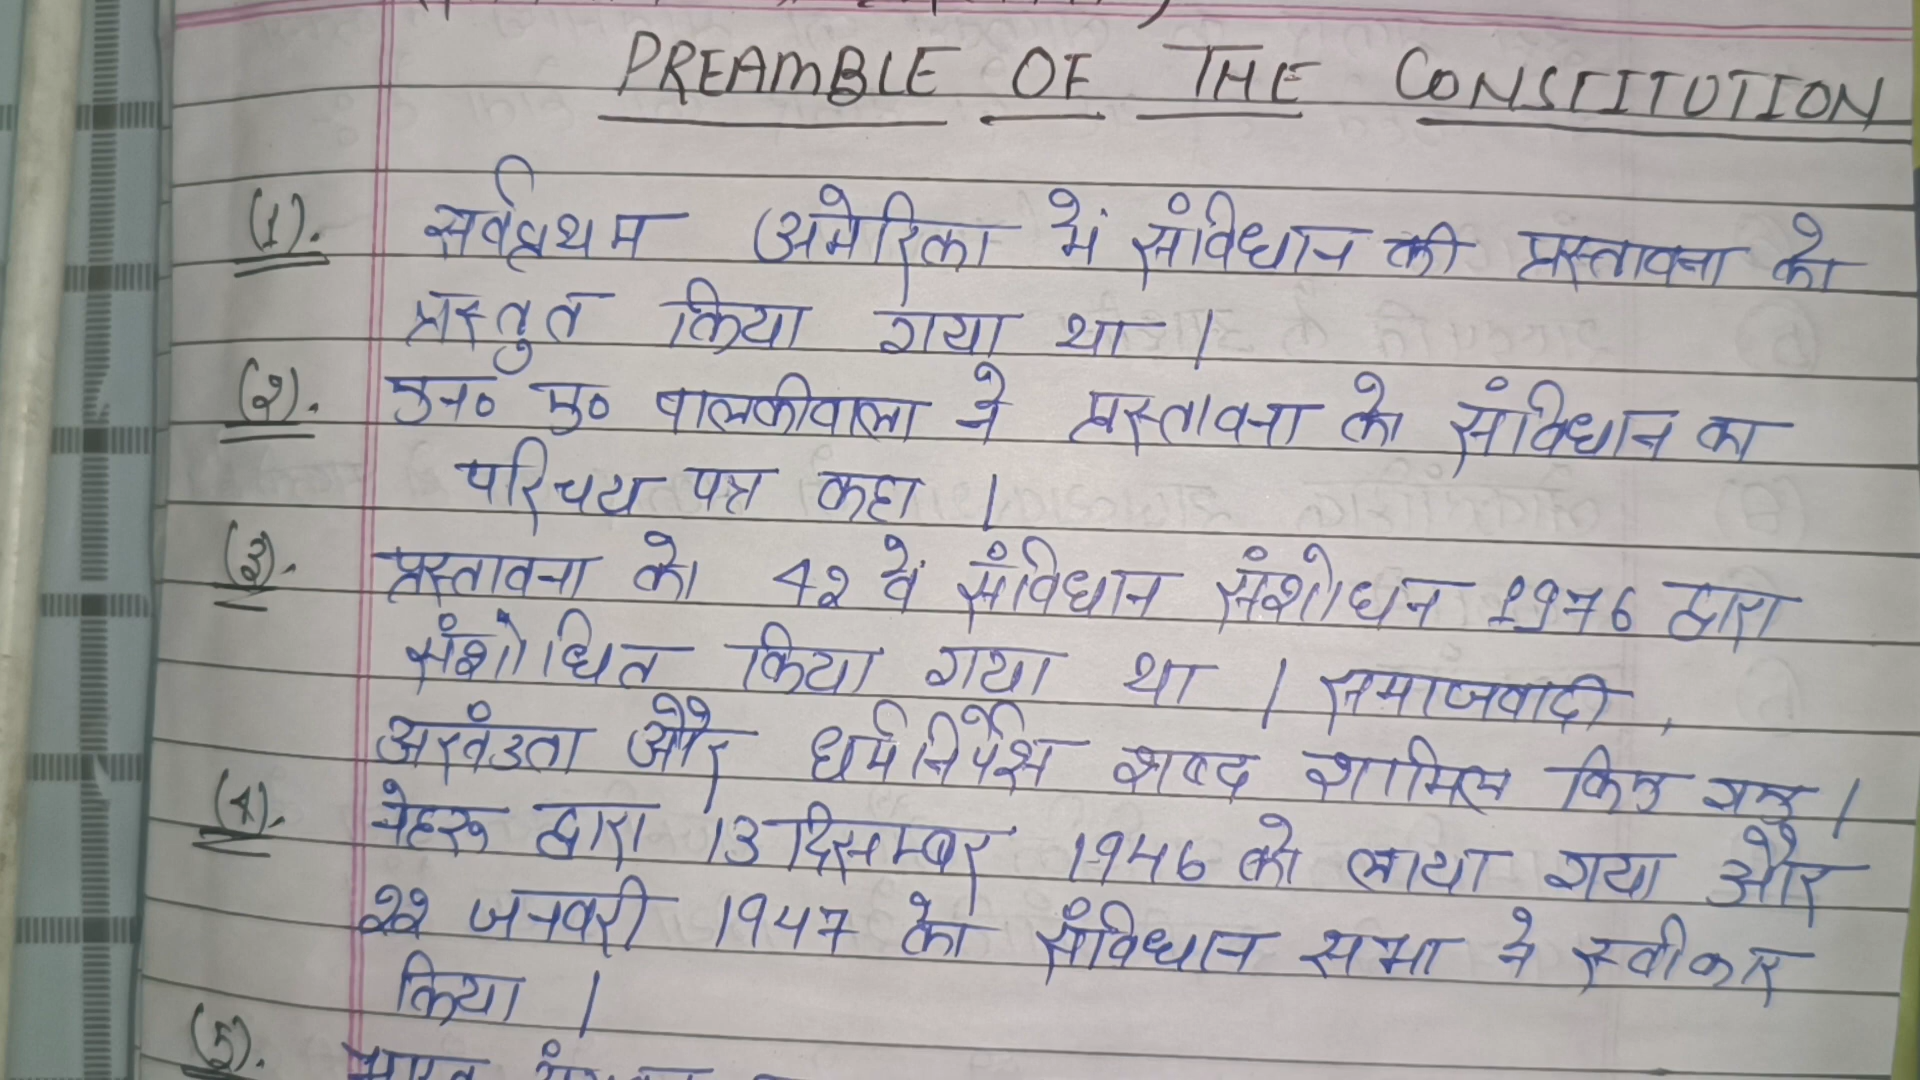 PREAMBLE OF THE CONSTITUTION
(1). सर्वप्रथम अमेरिका में संविधान की प्रस्तावना को
प्रस्तुत किया गया था।
(2). एन० ए० पालकीवाला ने प्रस्तावना को संविधान का
परिचय पत्र कहा।
(3). प्रस्तावना को 42 वें संविधान संशोधन 1976 द्वारा
संशोधित किया गया था। समाजवादी,
अखंडता और धर्मनिर्पेक्ष शब्द शामिल किए गए।
(4). नेहरू द्वारा 13 दिसम्बर 1946 को लाया गया और
22 जनवरी 1947 को संविधान सभा ने स्वीकार
किया।
(5). भारत